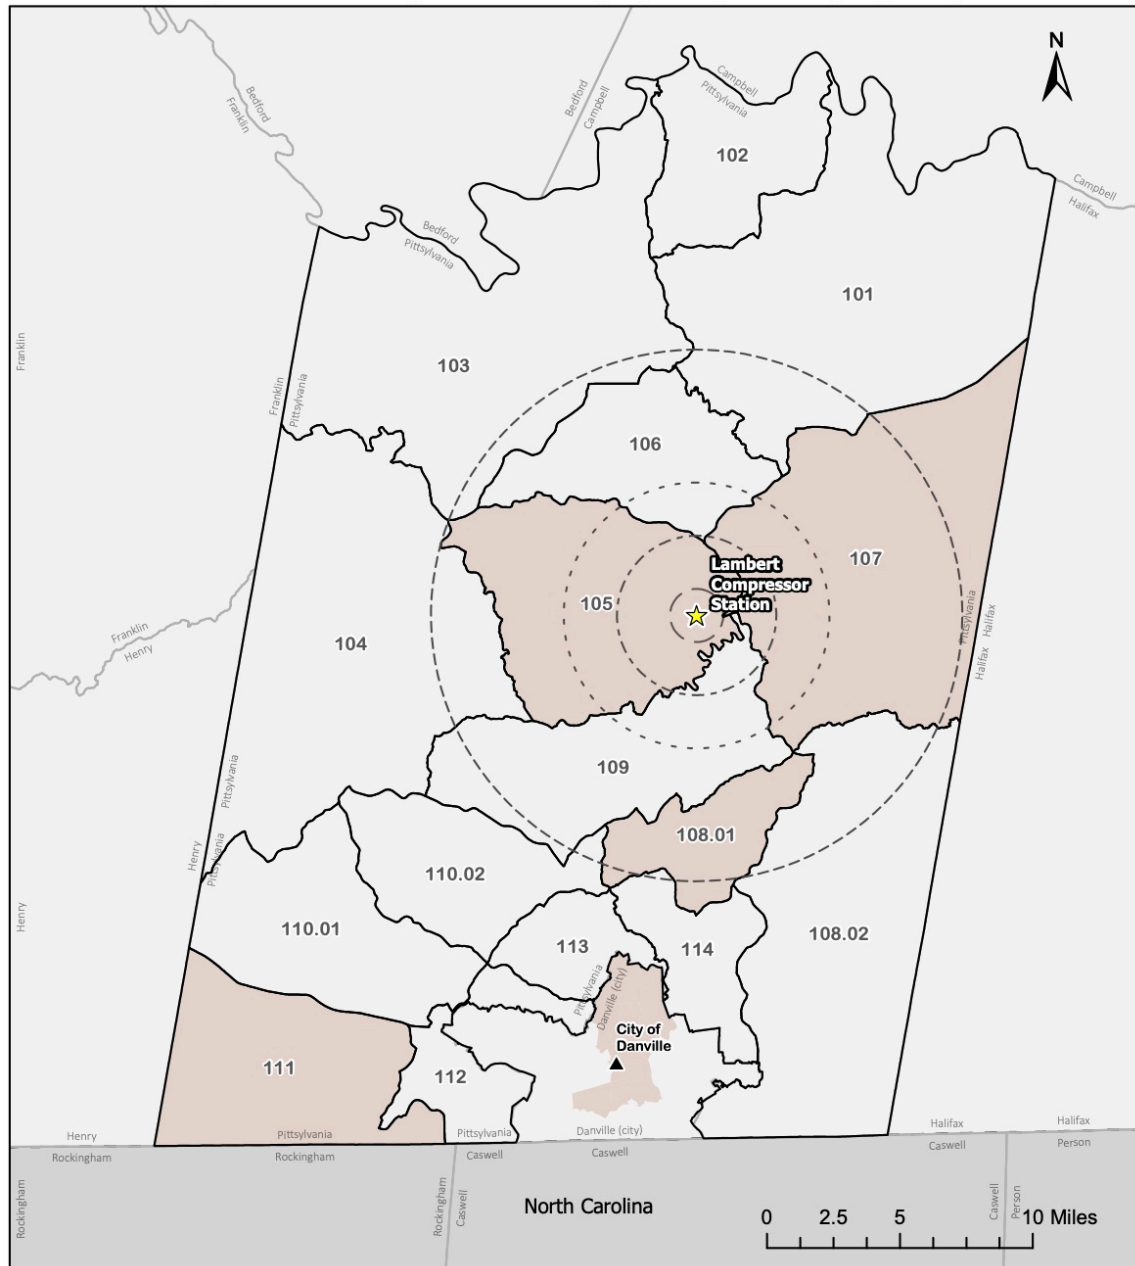 N
Campbell
Pittsylvania
Bedford
Campbell
Bedford
Franklin
102
Campbell
Halifax
Bedford
Pittsylvania
101
Franklin
103
Franklin
Pittsylvania
106
107
Lambert
Compressor
Station
105
Pittsylvania
Halifax
Franklin
Henry
104
Halifax
Pittsylvania
109
108.01
Henry
Pittsylvania
110.02
Henry
110.01
113
114
108.02
Pittsylvania
Danville (city)
City of
Danville
111
112
Henry
Pittsylvania
Pittsylvania
Danville (city)
Halifax
Halifax
Rockingham
Rockingham
Caswell
Caswell
Caswell
Person
Rockingham
Rockingham
Caswell
North Carolina
Caswell
Person
0 2.5 5 10 Miles